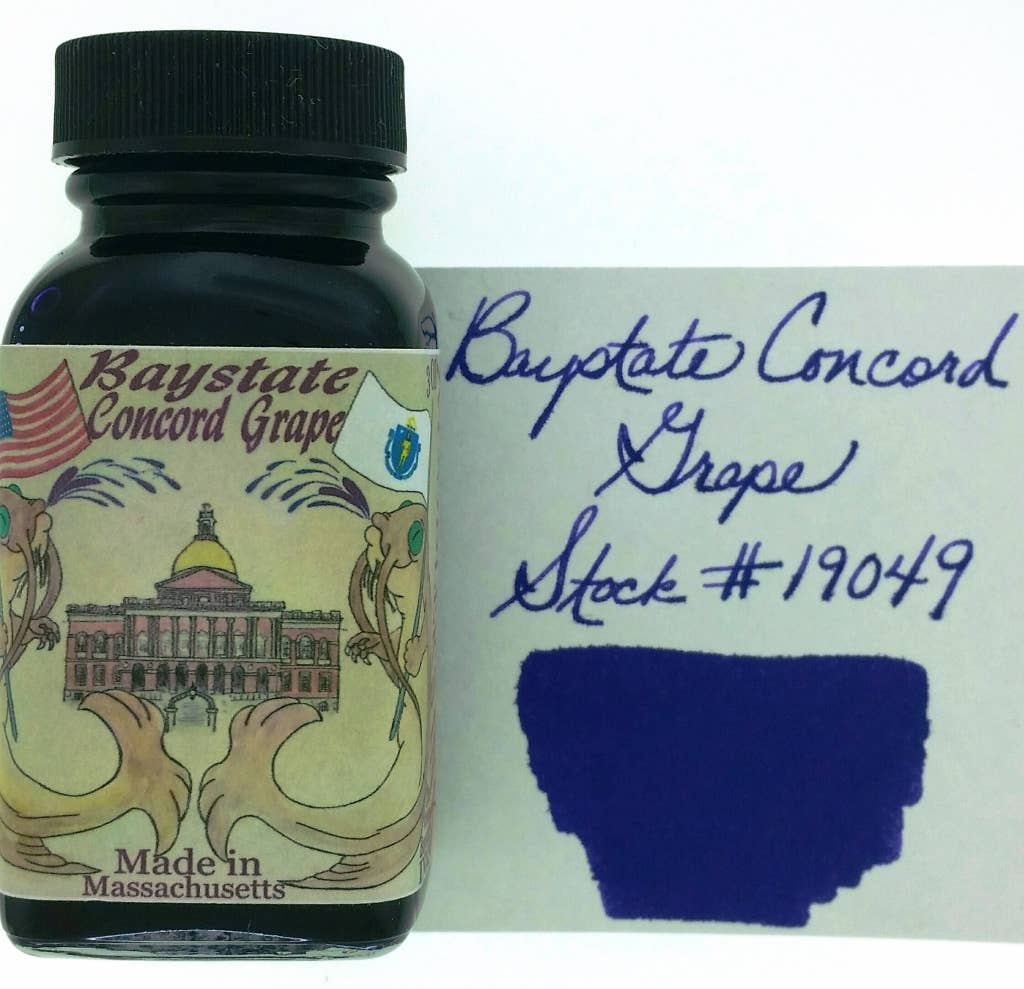 Baystate
Concord Grape
Made in
Massachusetts
Baystate Concord
Grape
Stock #19049